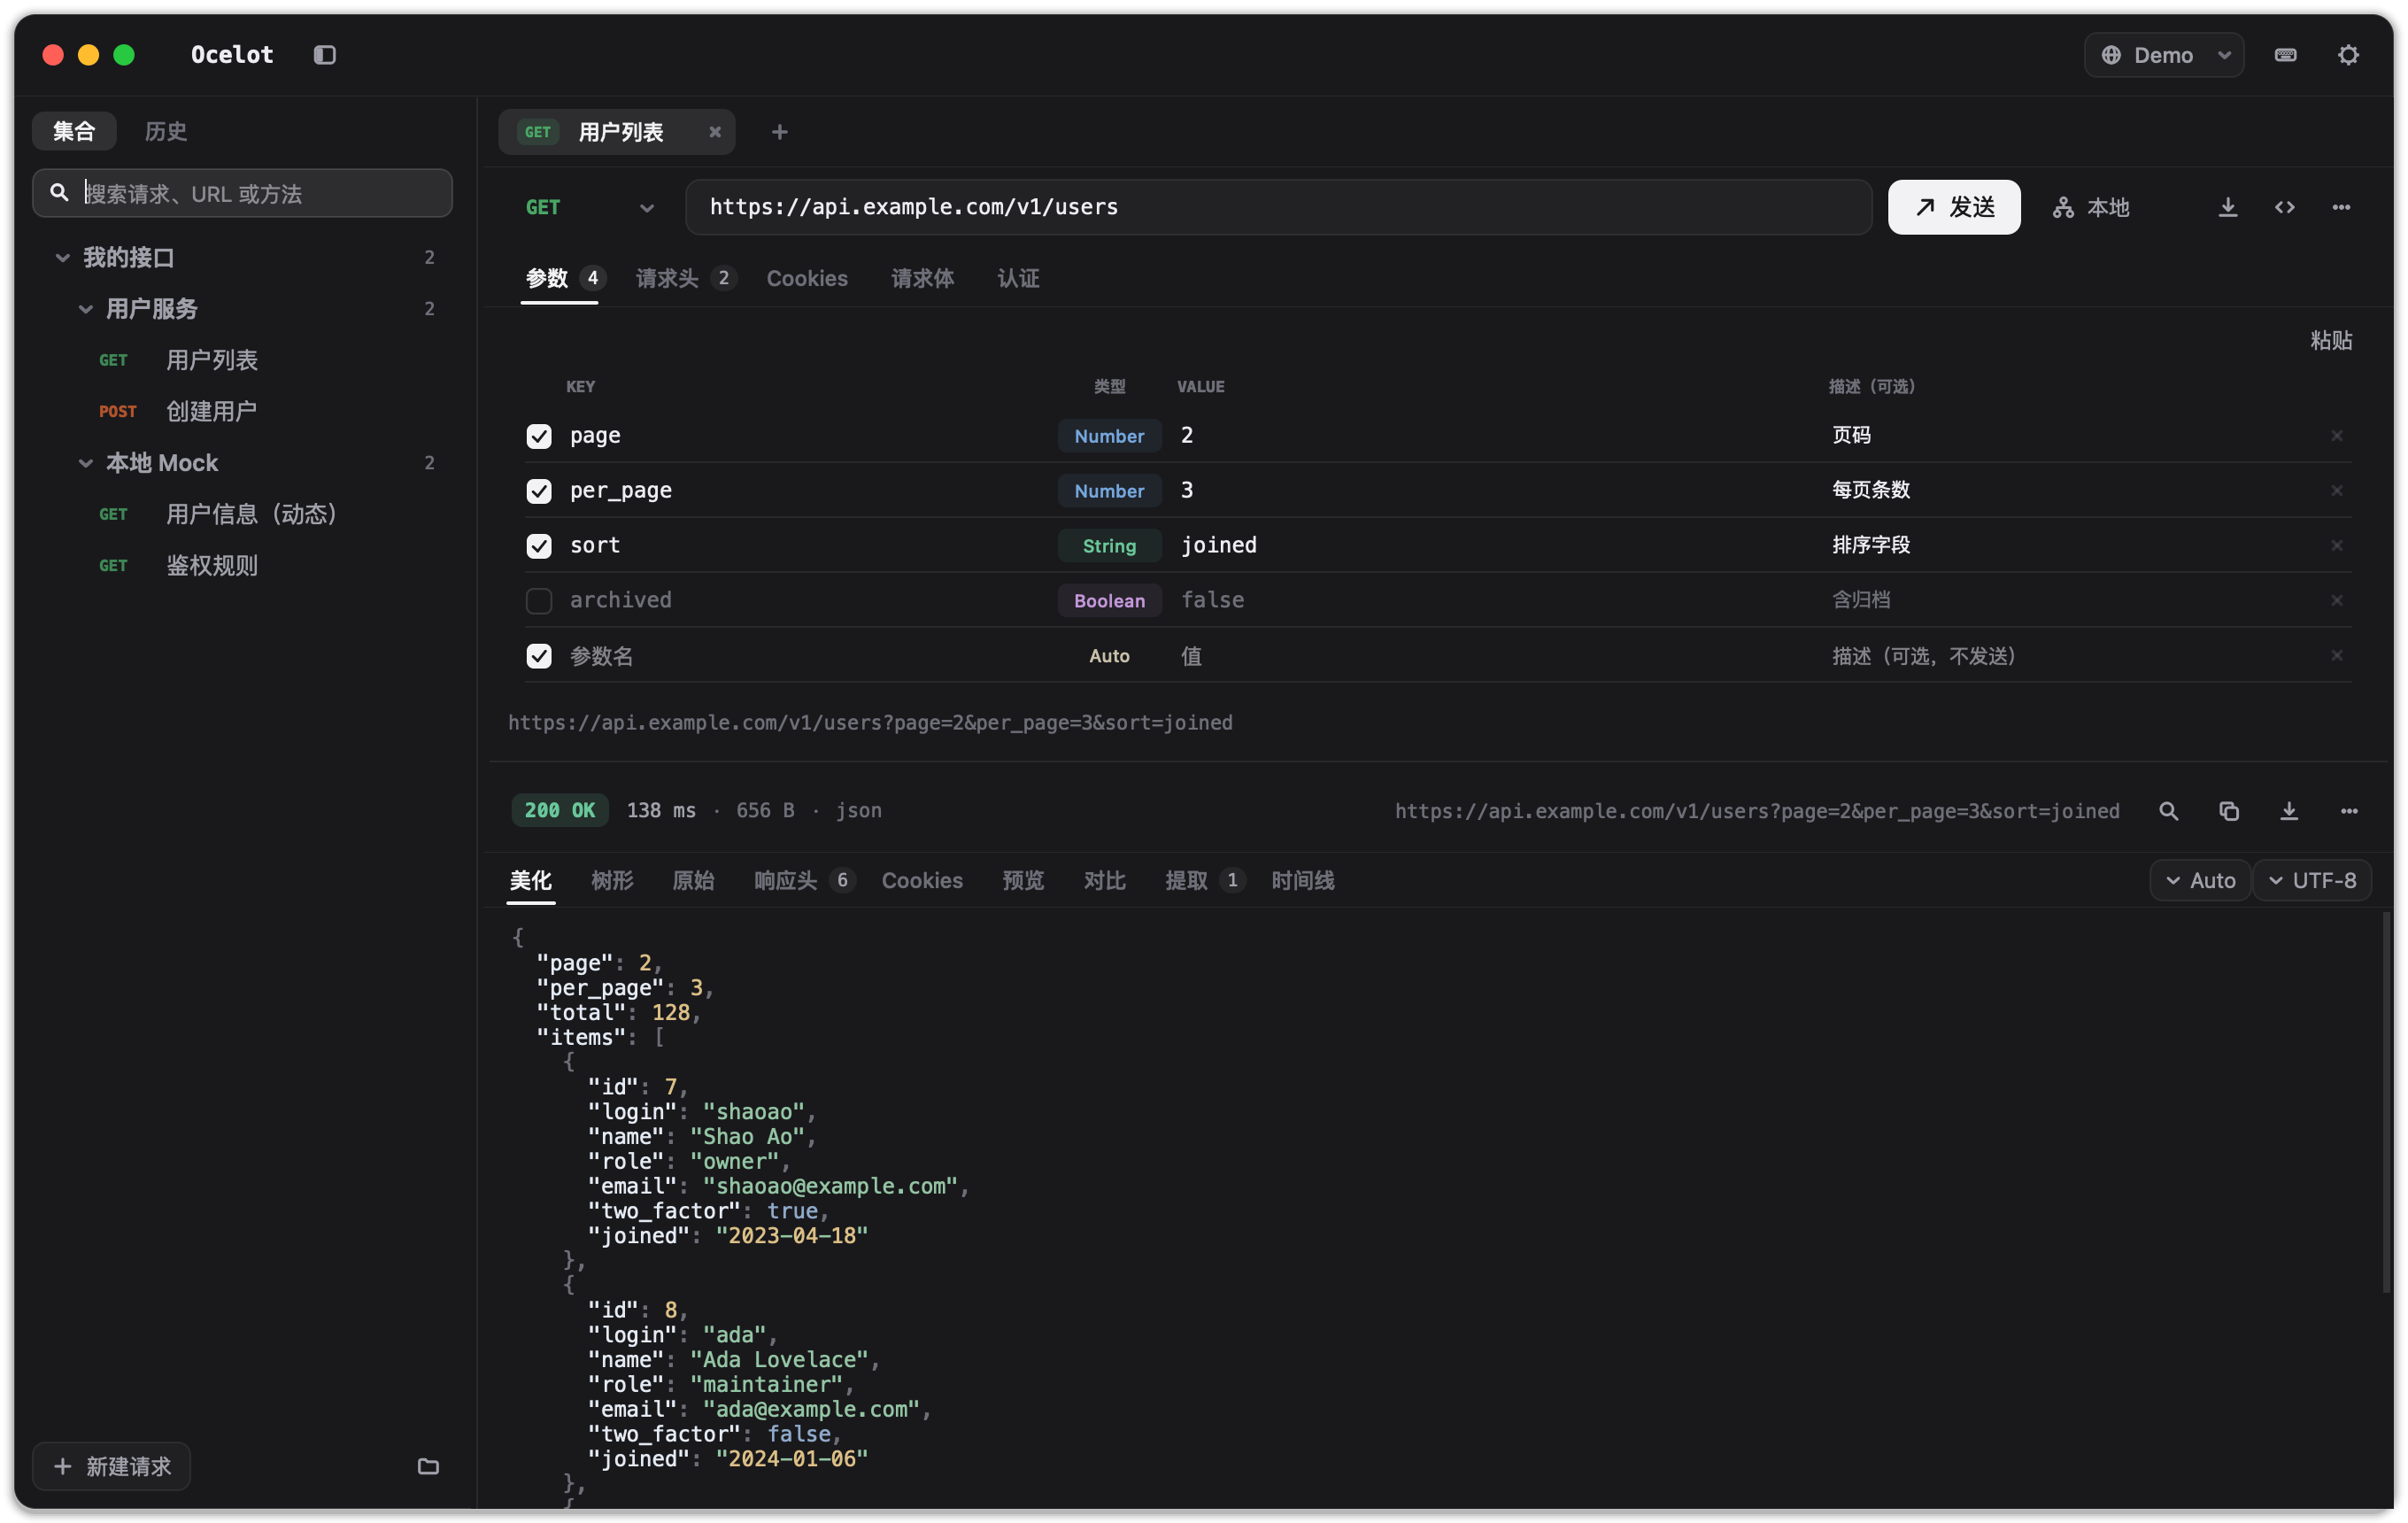 Ocelot
Demo
集合 历史
搜索请求、URL 或方法
我的接口 2
用户服务 2
GET 用户列表
POST 创建用户
本地 Mock 2
GET 用户信息（动态）
GET 鉴权规则
新建请求
GET 用户列表
GET https://api.example.com/v1/users 发送 本地
参数 4 请求头 2 Cookies 请求体 认证
粘贴
KEY 类型 VALUE 描述（可选）
page Number 2 页码
per_page Number 3 每页条数
sort String joined 排序字段
archived Boolean false 含归档
参数名 Auto 值 描述（可选，不发送）
https://api.example.com/v1/users?page=2&per_page=3&sort=joined
200 OK 138 ms · 656 B · json https://api.example.com/v1/users?page=2&per_page=3&sort=joined
美化 树形 原始 响应头 6 Cookies 预览 对比 提取 1 时间线 Auto UTF-8
{
"page": 2,
"per_page": 3,
"total": 128,
"items": [
{
"id": 7,
"login": "shaoao",
"name": "Shao Ao",
"role": "owner",
"email": "shaoao@example.com",
"two_factor": true,
"joined": "2023-04-18"
},
{
"id": 8,
"login": "ada",
"name": "Ada Lovelace",
"role": "maintainer",
"email": "ada@example.com",
"two_factor": false,
"joined": "2024-01-06"
},
{